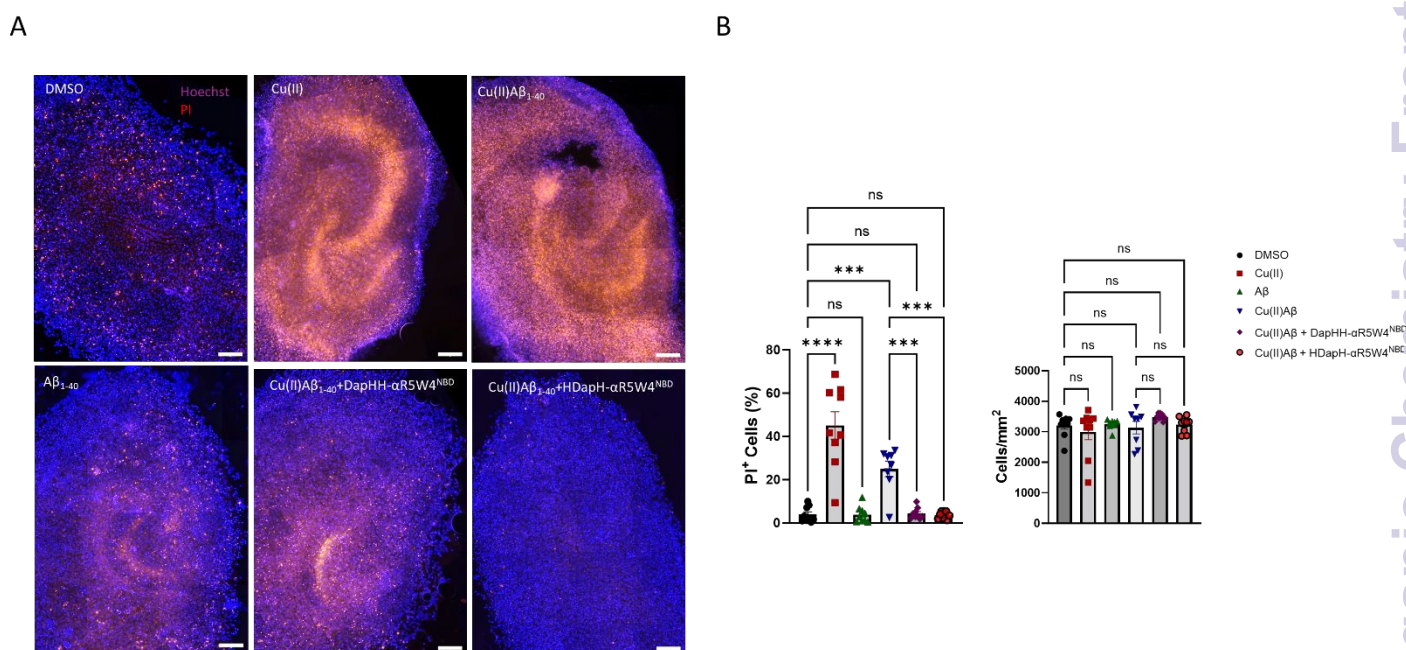 A
B
DMSO
Hoechst
PI
Cu(II)
Cu(II)Aβ₁₋₄₀
Aβ₁₋₄₀
Cu(II)Aβ₁₋₄₀+DapHH-αR5W4ᴺᴮᴰ
Cu(II)Aβ₁₋₄₀+HDapH-αR5W4ᴺᴮᴰ
ns
ns
***
ns
***
****
***
PI⁺ Cells (%)
80
60
40
20
0
ns
ns
ns
ns
ns
ns
ns
Cells/mm²
5000
4000
3000
2000
1000
0
DMSO
Cu(II)
Aβ
Cu(II)Aβ
Cu(II)Aβ + DapHH-αR5W4ᴺᴮᴰ
Cu(II)Aβ + HDapH-αR5W4ᴺᴮᴰ
Chemistry